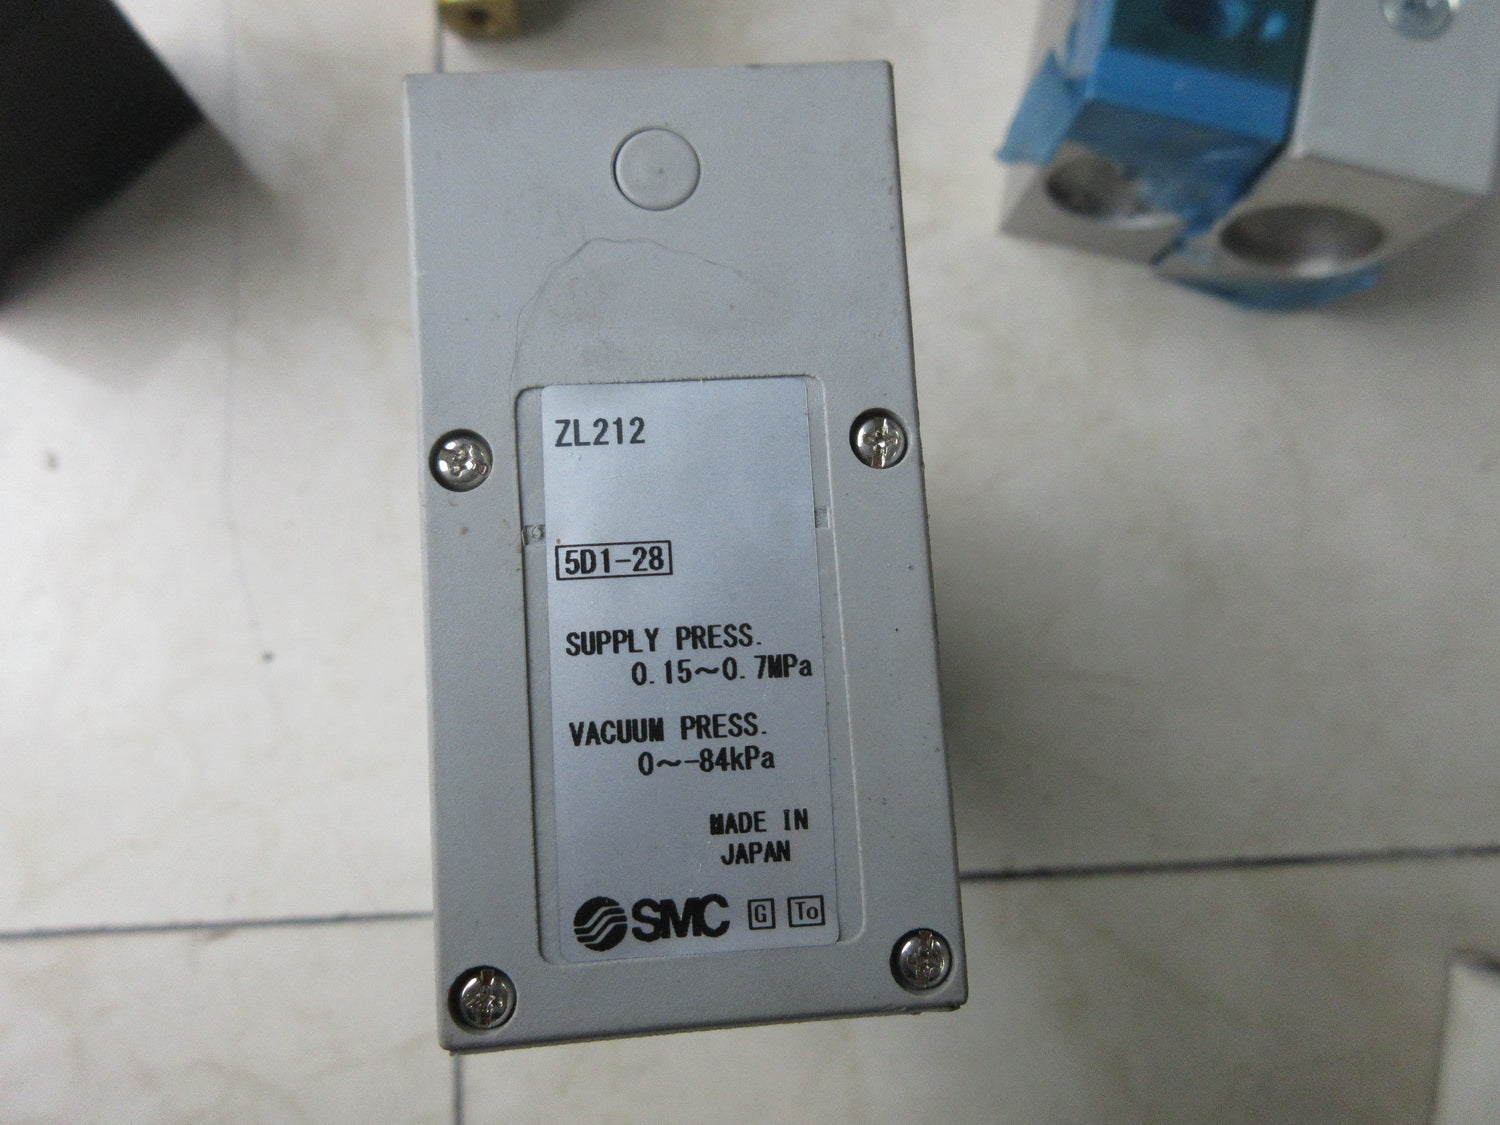 ZL212
5D1-28
SUPPLY PRESS.
0.15~0.7MPa
VACUUM PRESS.
0~-84kPa
MADE IN
JAPAN
SMC G To